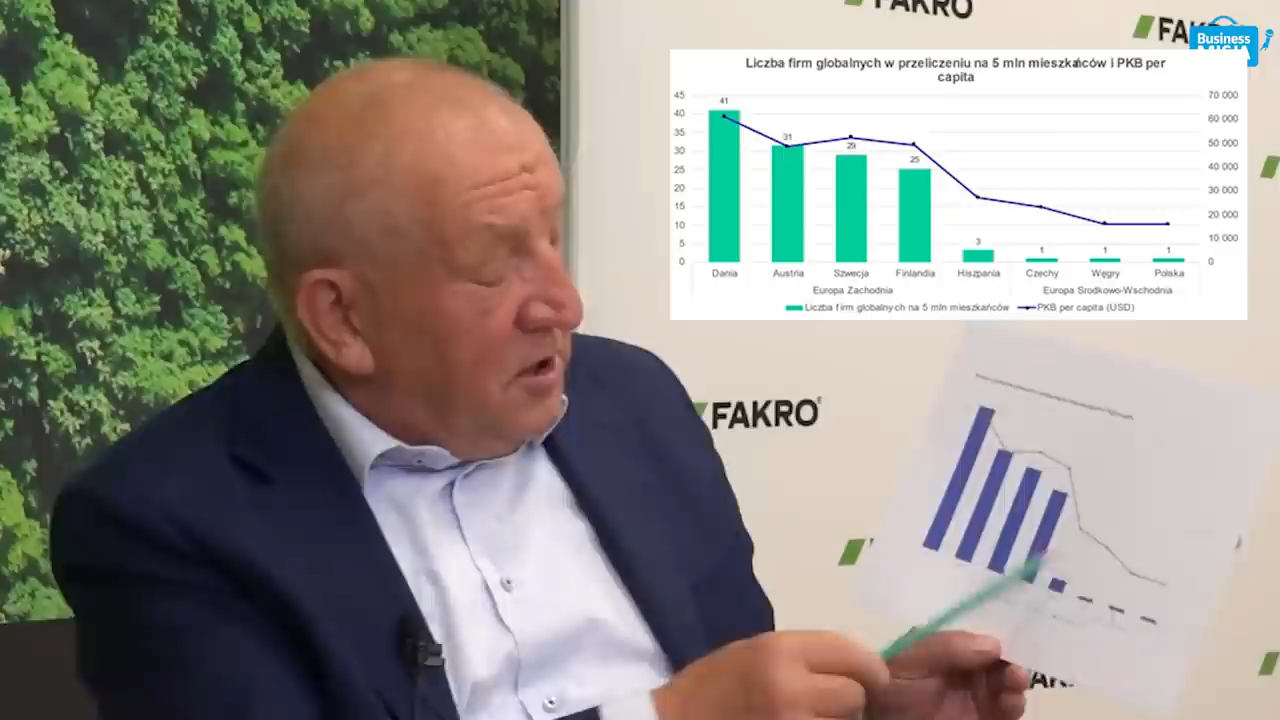 FAKRO
FAKRO
Business
MISJA
Liczba firm globalnych w przeliczeniu na 5 mln mieszkańców i PKB per
capita
45 70 000
40 60 000
35 50 000
30 40 000
25 30 000
20 20 000
15 10 000
10 0
5
0
41
31
29
25
3
1
1
1
Dania Austria Szwecja Finlandia Hiszpania Czechy Węgry Polska
Europa Zachodnia Europa Srodkowo-Wschodnia
Liczba firm globalnych na 5 mln mieszkańców PKB per capita (USD)
FAKRO